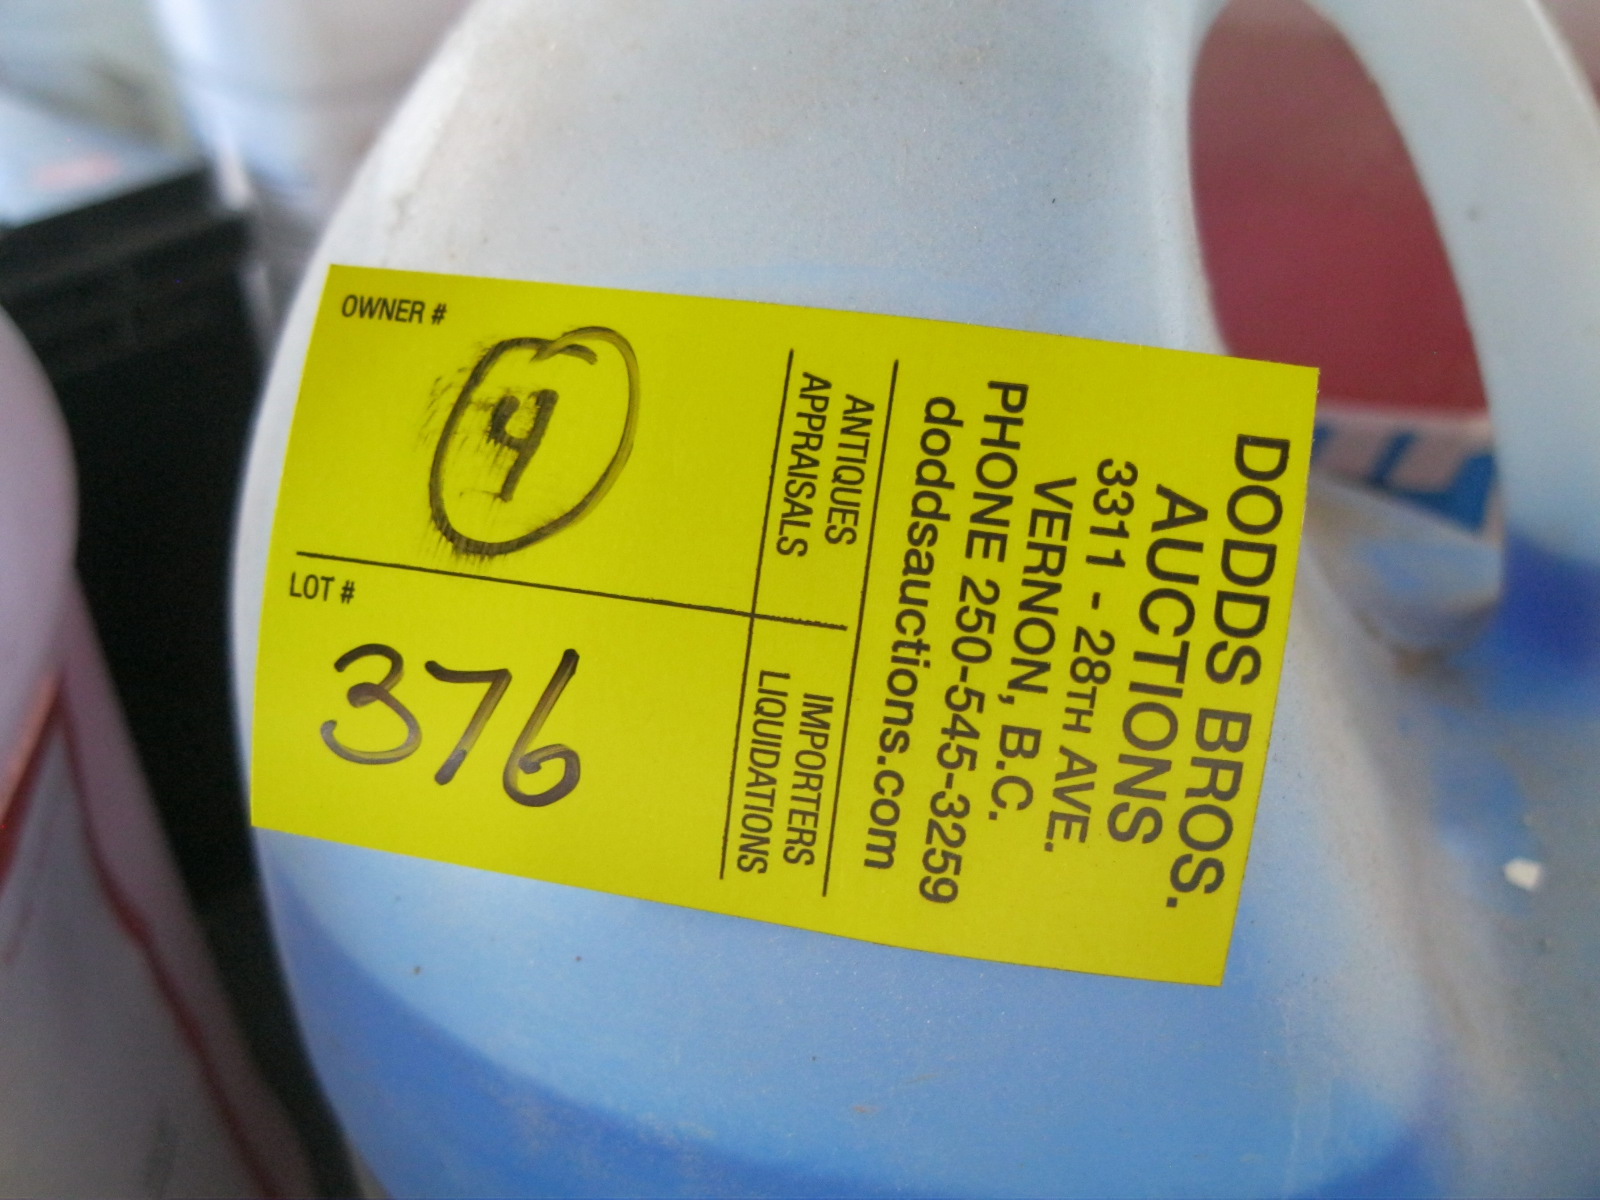 DODDS BROS.
AUCTIONS
3311 - 28TH AVE.
VERNON, B.C.
PHONE 250-545-3259
doddsauctions.com
ANTIQUES
APPRAISALS
IMPORTERS
LIQUIDATIONS
OWNER #
4
LOT #
376